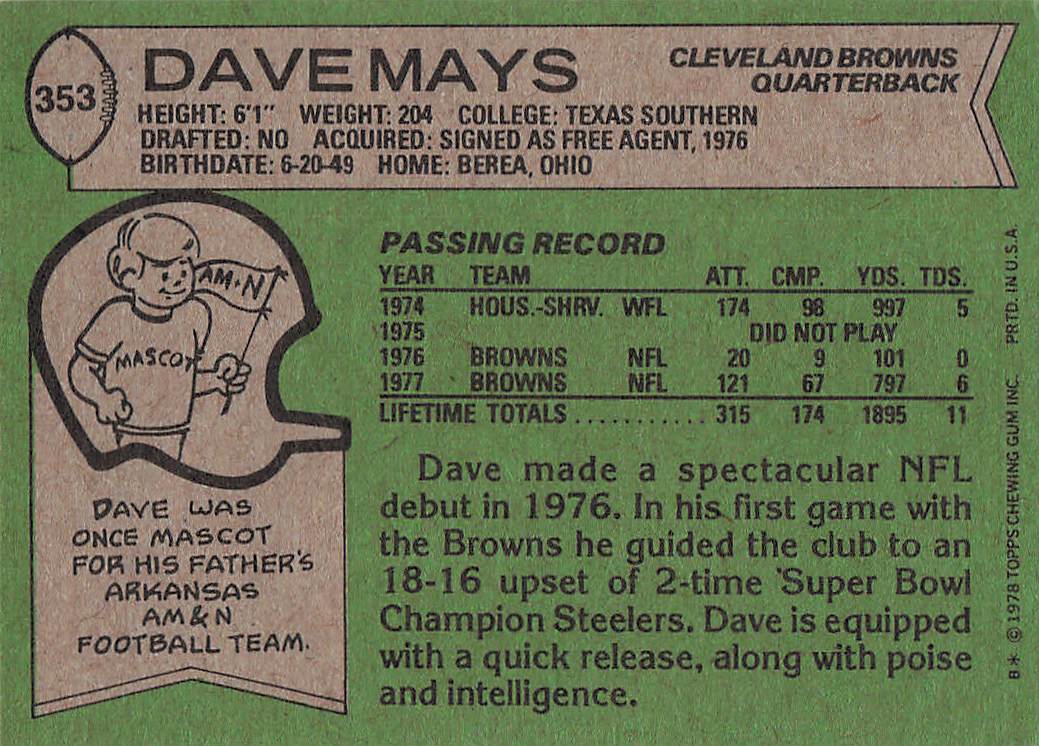 353
DAVE MAYS
CLEVELAND BROWNS
QUARTERBACK
HEIGHT: 6'1" WEIGHT: 204 COLLEGE: TEXAS SOUTHERN
DRAFTED: NO ACQUIRED: SIGNED AS FREE AGENT, 1976
BIRTHDATE: 6-20-49 HOME: BEREA, OHIO
AM+N
MASCOT
DAVE WAS
ONCE MASCOT
FOR HIS FATHER'S
ARKANSAS
AM&N
FOOTBALL TEAM.
PASSING RECORD
YEAR TEAM ATT. CMP. YDS. TDS.
1974 HOUS.-SHRV. WFL 174 98 997 5
1975 DID NOT PLAY
1976 BROWNS NFL 20 9 101 0
1977 BROWNS NFL 121 67 797 6
LIFETIME TOTALS ........... 315 174 1895 11
Dave made a spectacular NFL
debut in 1976. In his first game with
the Browns he guided the club to an
18-16 upset of 2-time Super Bowl
Champion Steelers. Dave is equipped
with a quick release, along with poise
and intelligence.
B* © 1978 TOPPS CHEWING GUM INC. PRTD. IN U.S.A.